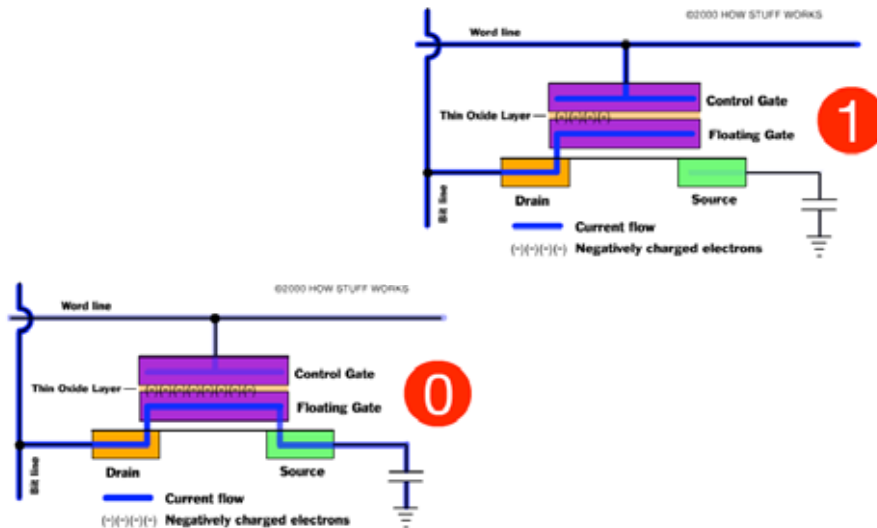 ©2000 HOW STUFF WORKS
Word line
Control Gate
Thin Oxide Layer
Floating Gate
1
Bit line
Drain
Source
Current flow
(-)(-)(-)(-) Negatively charged electrons
©2000 HOW STUFF WORKS
Word line
Control Gate
Thin Oxide Layer
Floating Gate
0
Bit line
Drain
Source
Current flow
(-)(-)(-)(-) Negatively charged electrons